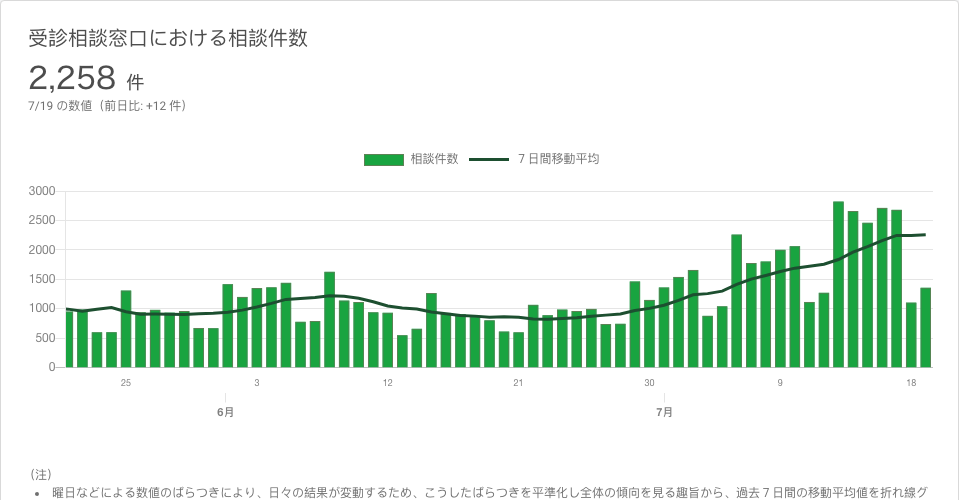 受診相談窓口における相談件数
2,258 件
7/19 の数値（前日比: +12 件）
相談件数 7 日間移動平均
3000
2500
2000
1500
1000
500
0
25 3 12 21 30 9 18
6月 7月
（注）
• 曜日などによる数値のばらつきにより、日々の結果が変動するため、こうしたばらつきを平準化し全体の傾向を見る趣旨から、過去 7 日間の移動平均値を折れ線グ